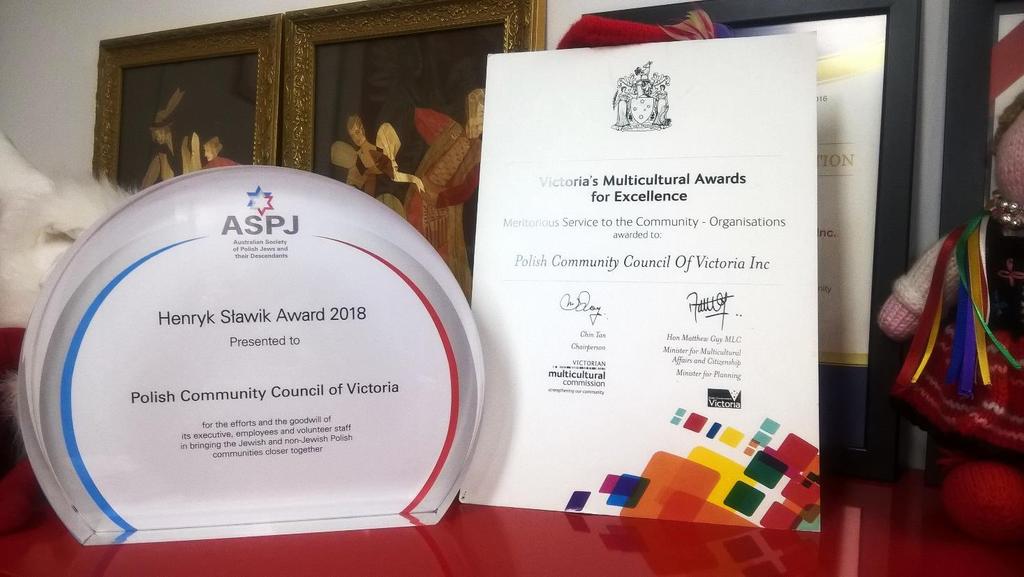 ASPJ
Australian Society
of Polish Jews and
their Descendants
Henryk Sławik Award 2018
Presented to
Polish Community Council of Victoria
for the efforts and the goodwill of
its executive, employees and volunteer staff
in bringing the Jewish and non-Jewish Polish
communities closer together
Victoria's Multicultural Awards
for Excellence
Meritorious Service to the Community - Organisations
awarded to:
Polish Community Council Of Victoria Inc
Chin Tan
Chairperson
VICTORIAN
multicultural
commission
strengthening our community
Hon Matthew Guy MLC
Minister for Multicultural
Affairs and Citizenship
Minister for Planning
Victoria
016
TION
Inc.